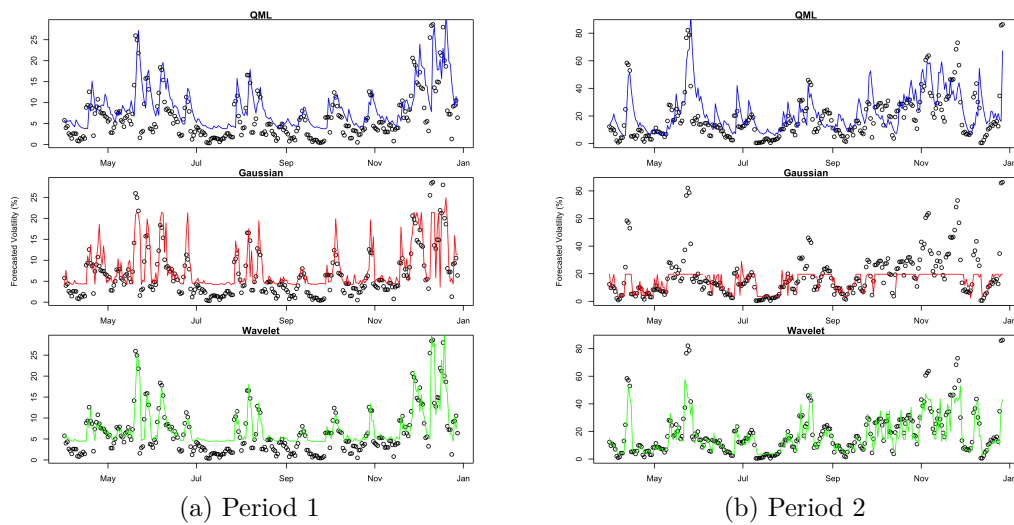 QML
QML
25
20
15
10
5
0
May
Jul
Sep
Nov
Jan
80
60
40
20
0
May
Jul
Sep
Nov
Jan
Gaussian
Gaussian
Forecasted Volatility (%)
25
20
15
10
5
0
May
Jul
Sep
Nov
Jan
Forecasted Volatility (%)
80
60
40
20
0
May
Jul
Sep
Nov
Jan
Wavelet
Wavelet
25
20
15
10
5
0
May
Jul
Sep
Nov
Jan
80
60
40
20
0
May
Jul
Sep
Nov
Jan
(a) Period 1
(b) Period 2